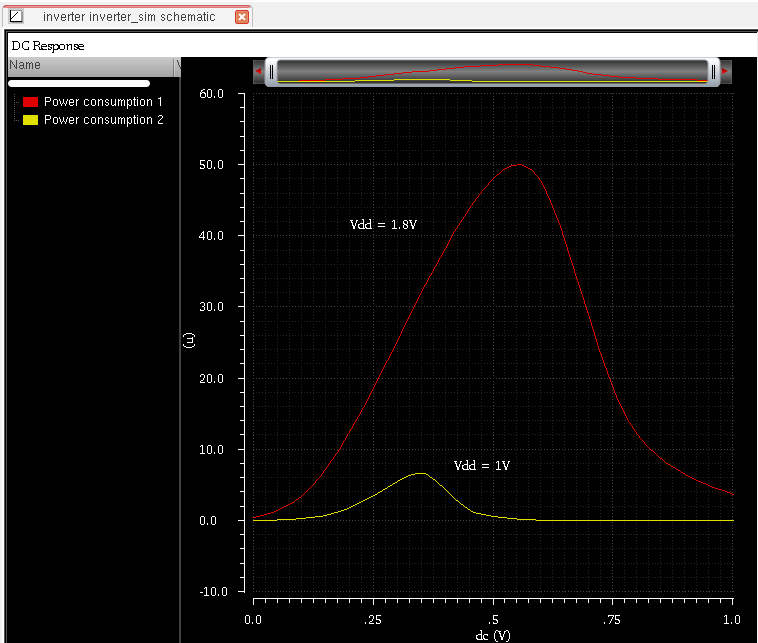 inverter inverter_sim schematic
DC Response
Name
V
Power consumption 1
Power consumption 2
60.0
50.0
40.0
30.0
20.0
10.0
0.0
-10.0
(u)
Vdd = 1.8V
Vdd = 1V
0.0 .25 .5 .75 1.0
dc (V)